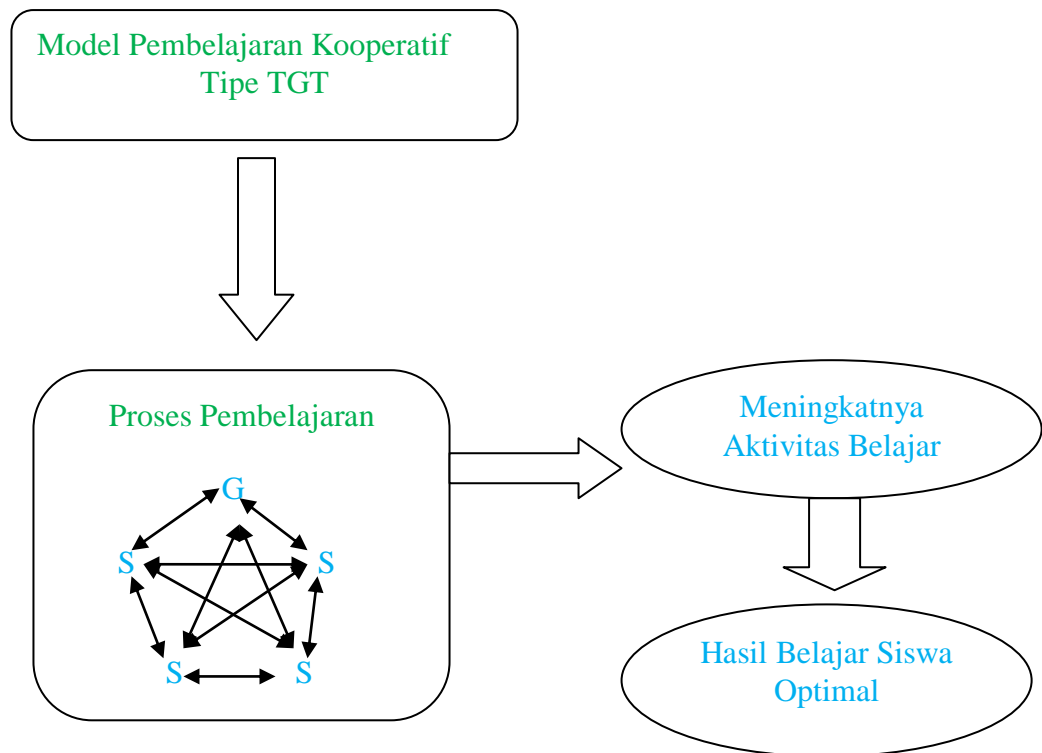 Model Pembelajaran Kooperatif
Tipe TGT
Proses Pembelajaran
G
S S
S S
Meningkatnya
Aktivitas Belajar
Hasil Belajar Siswa
Optimal